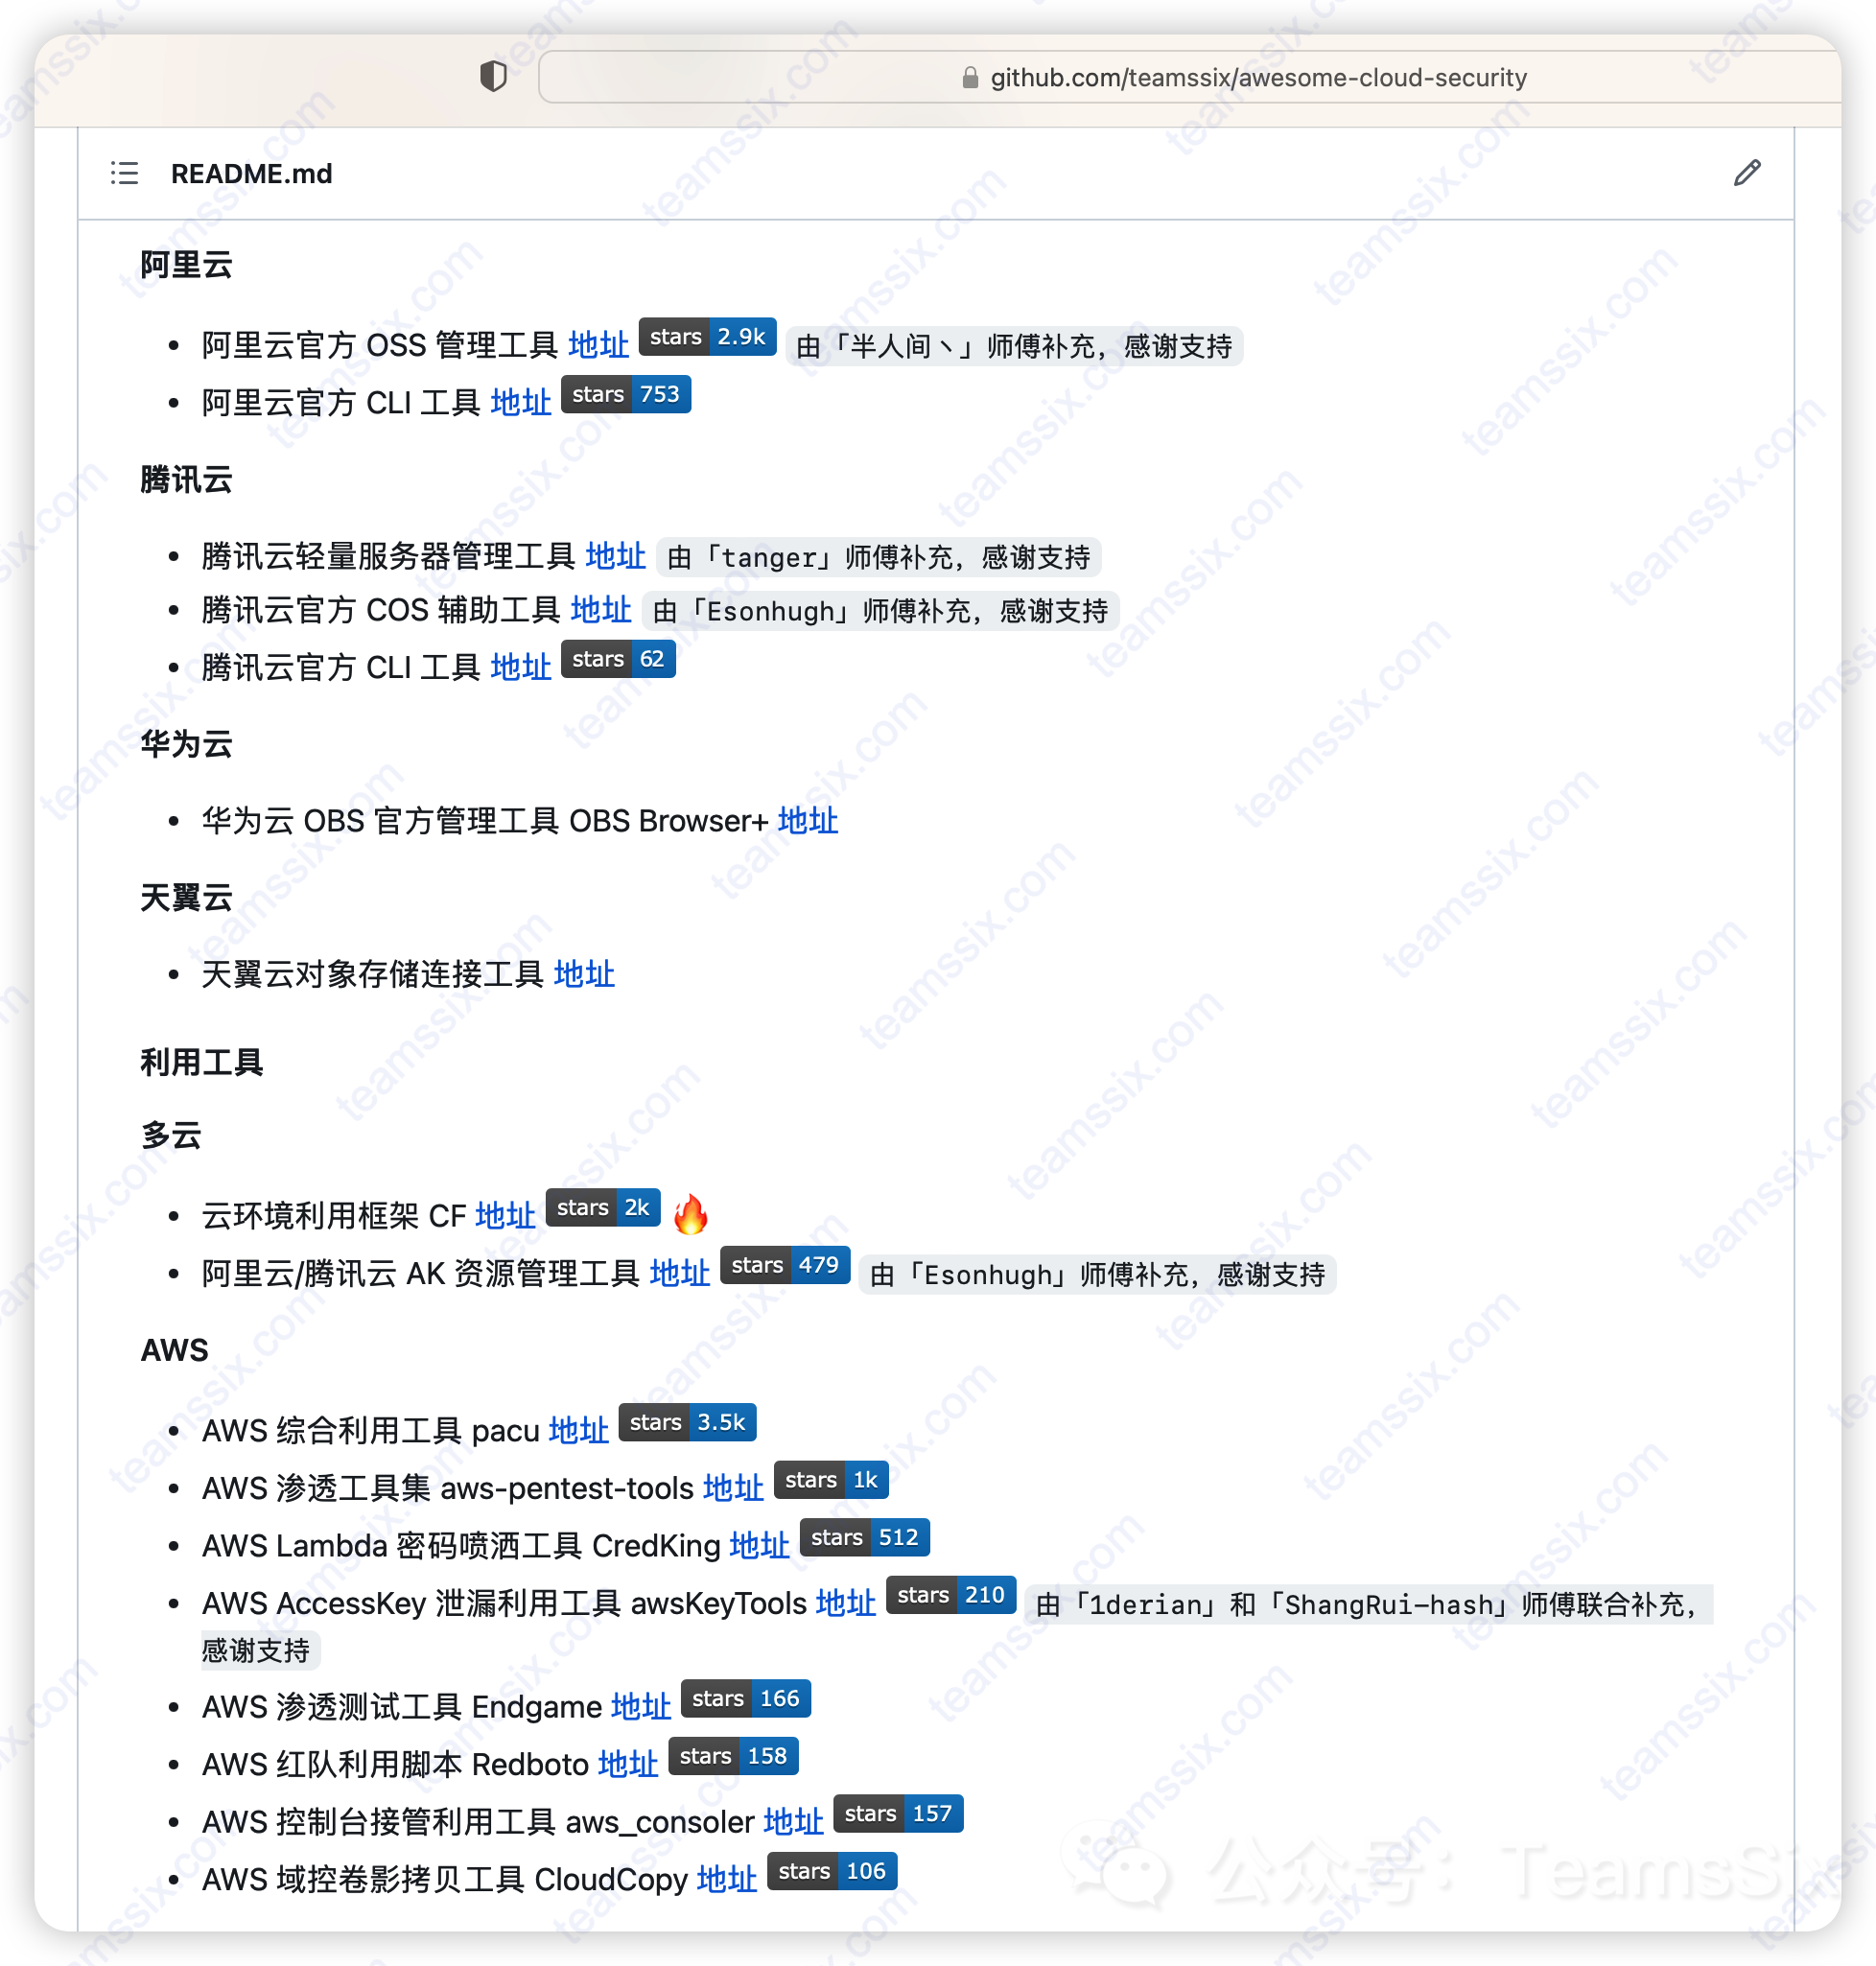 github.com/teamssix/awesome-cloud-security
README.md
阿里云
阿里云官方 OSS 管理工具 地址 stars 2.9k 由「半人间丶」师傅补充，感谢支持
阿里云官方 CLI 工具 地址 stars 753
腾讯云
腾讯云轻量服务器管理工具 地址 由「tanger」师傅补充，感谢支持
腾讯云官方 COS 辅助工具 地址 由「Esonhugh」师傅补充，感谢支持
腾讯云官方 CLI 工具 地址 stars 62
华为云
华为云 OBS 官方管理工具 OBS Browser+ 地址
天翼云
天翼云对象存储连接工具 地址
利用工具
多云
云环境利用框架 CF 地址 stars 2k 🔥
阿里云/腾讯云 AK 资源管理工具 地址 stars 479 由「Esonhugh」师傅补充，感谢支持
AWS
AWS 综合利用工具 pacu 地址 stars 3.5k
AWS 渗透工具集 aws-pentest-tools 地址 stars 1k
AWS Lambda 密码喷洒工具 CredKing 地址 stars 512
AWS AccessKey 泄漏利用工具 awsKeyTools 地址 stars 210 由「1derian」和「ShangRui-hash」师傅联合补充，
感谢支持
AWS 渗透测试工具 Endgame 地址 stars 166
AWS 红队利用脚本 Redboto 地址 stars 158
AWS 控制台接管利用工具 aws_consoler 地址 stars 157
AWS 域控卷影拷贝工具 CloudCopy 地址 stars 106
公众号：TeamsSix
teamssix.com